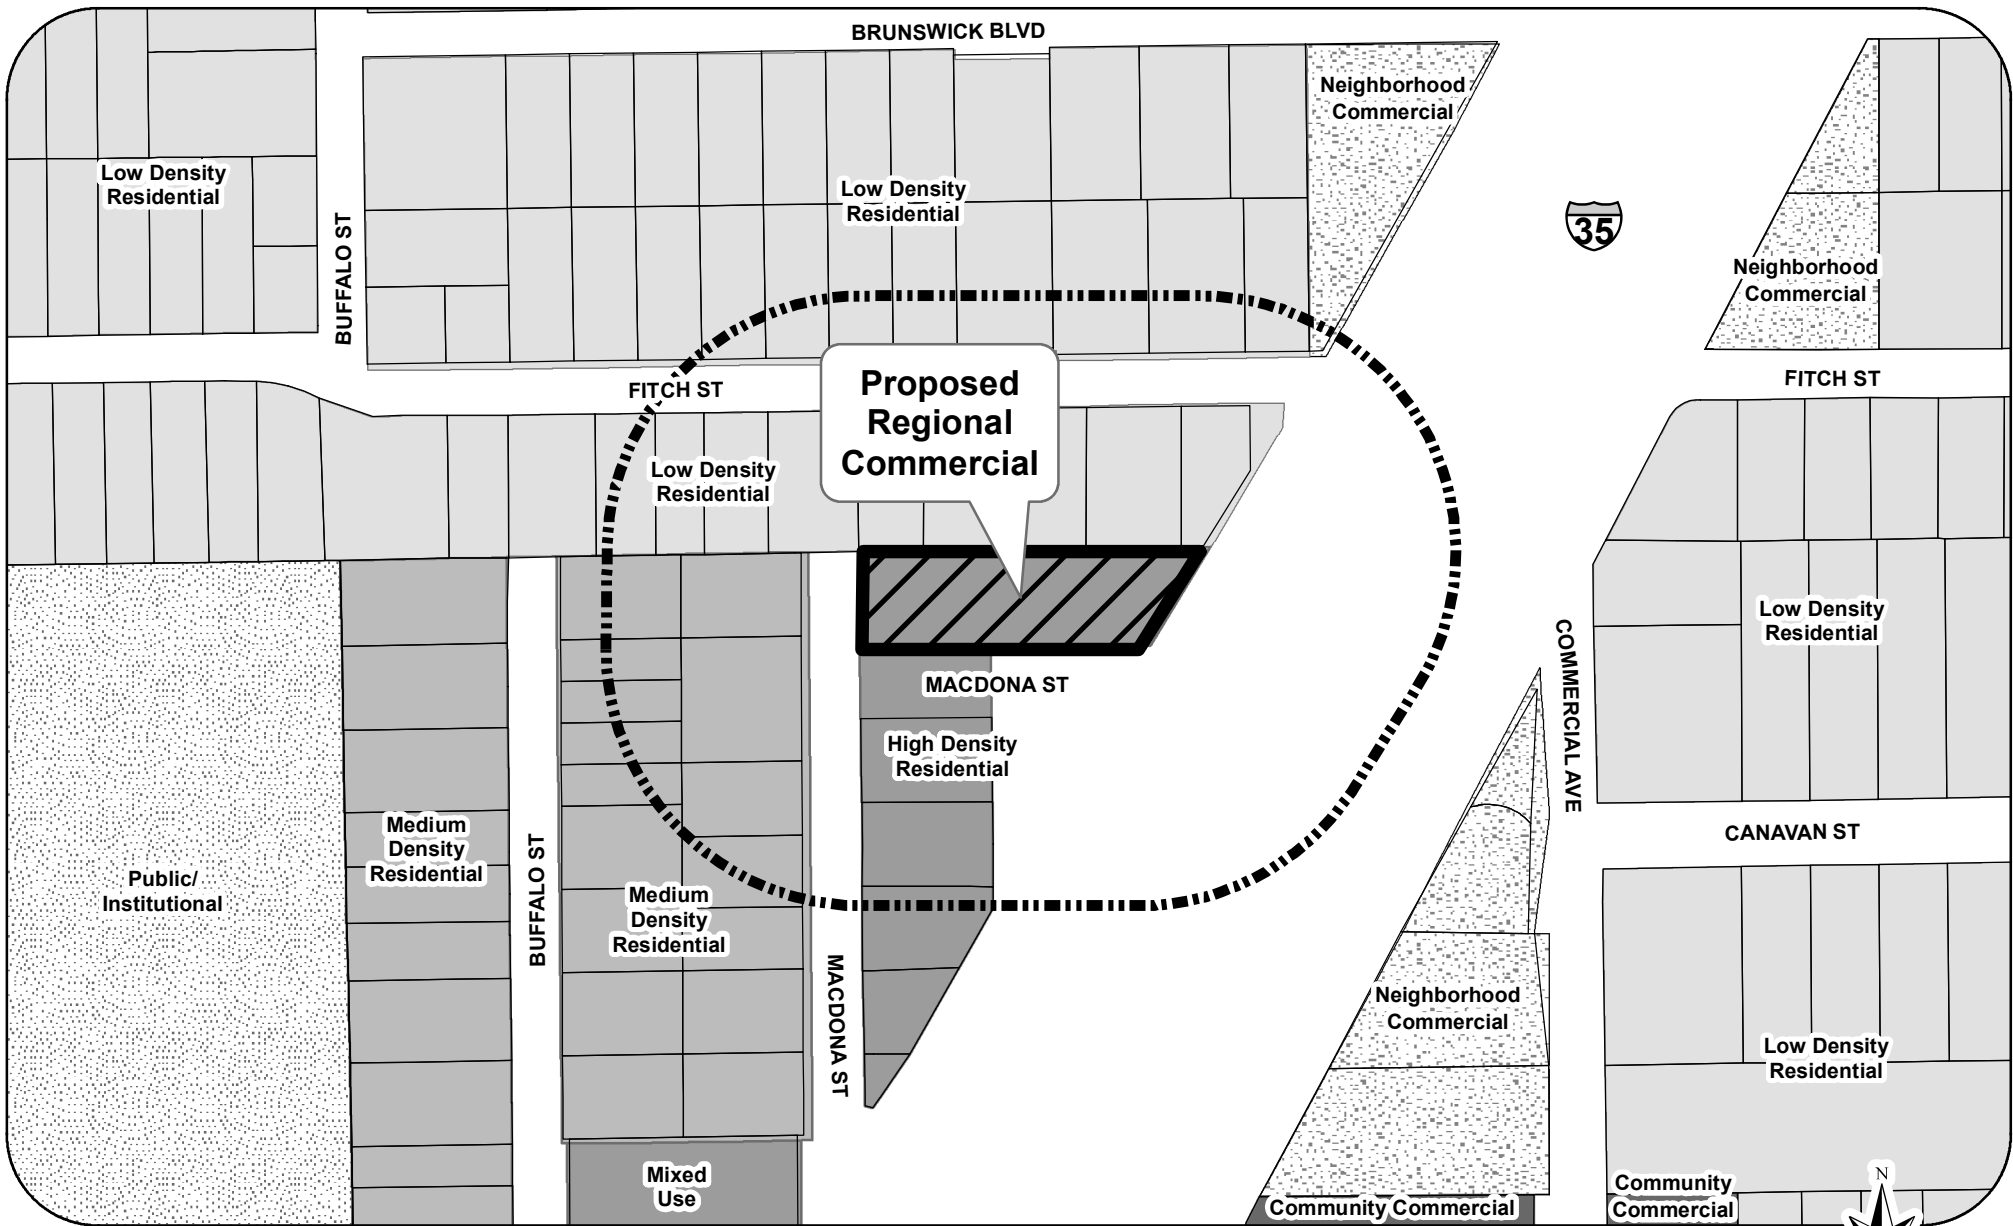 BRUNSWICK BLVD
Neighborhood
Commercial
Low Density
Residential
Low Density
Residential
BUFFALO ST
35
Neighborhood
Commercial
FITCH ST
FITCH ST
Proposed
Regional
Commercial
Low Density
Residential
Low Density
Residential
COMMERCIAL AVE
MACDONA ST
High Density
Residential
Medium
Density
Residential
CANAVAN ST
Public/
Institutional
BUFFALO ST
Medium
Density
Residential
MACDONA ST
Neighborhood
Commercial
Low Density
Residential
Mixed
Use
Community Commercial
Community
Commercial
N